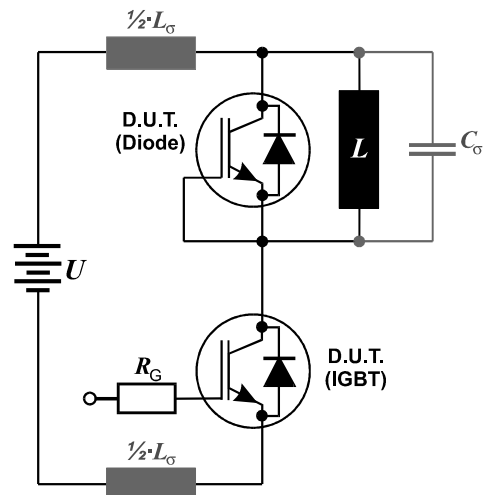 ½·Lσ
D.U.T.
(Diode)
L
Cσ
U
RG
D.U.T.
(IGBT)
½·Lσ